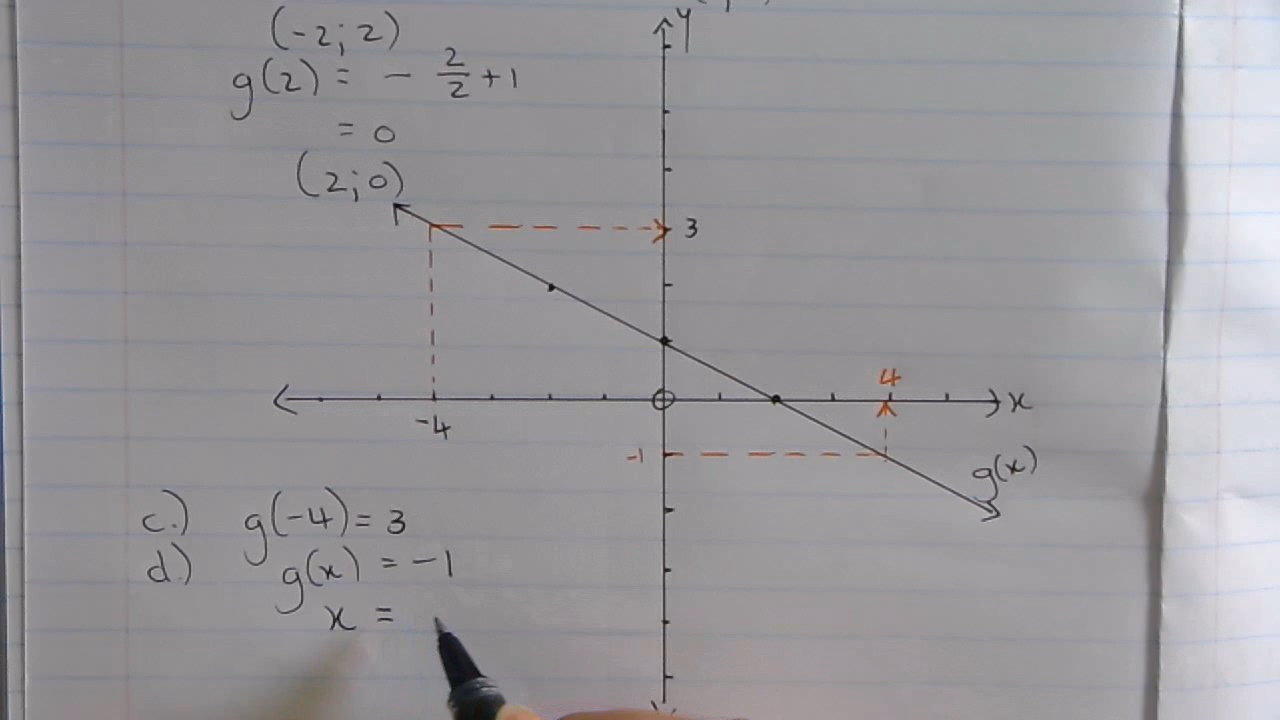 (-2; 2)
g(2) = - 2/2 + 1
= 0
(2; 0)
y
3
4
x
-4
-1
g(x)
c.) g(-4) = 3
d.) g(x) = -1
x =